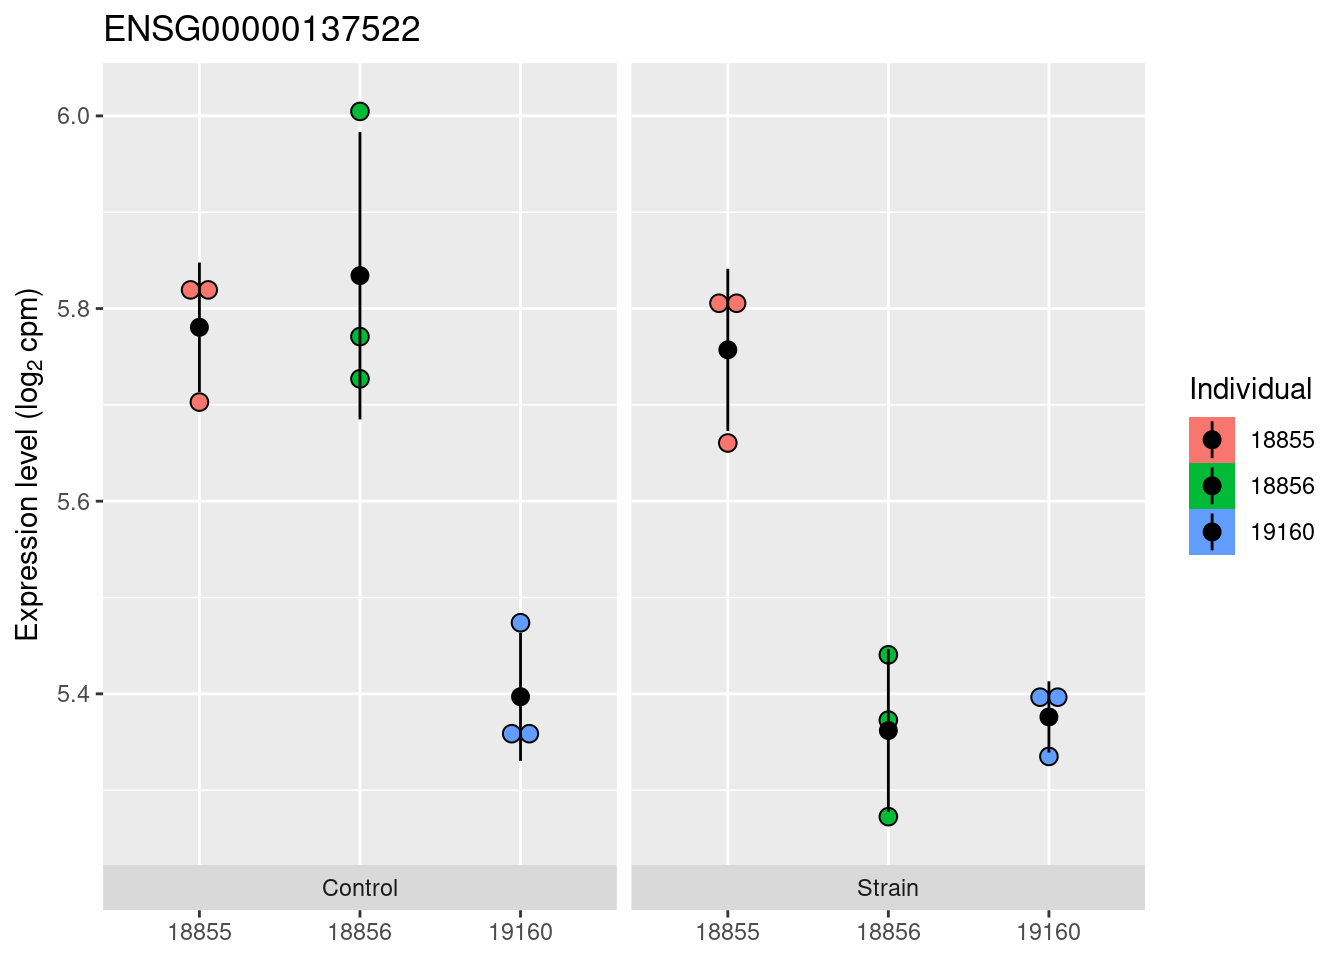 ENSG00000137522
Expression level (log₂ cpm)
6.0
5.8
5.6
5.4
Control
Strain
18855
18856
19160
18855
18856
19160
Individual
18855
18856
19160